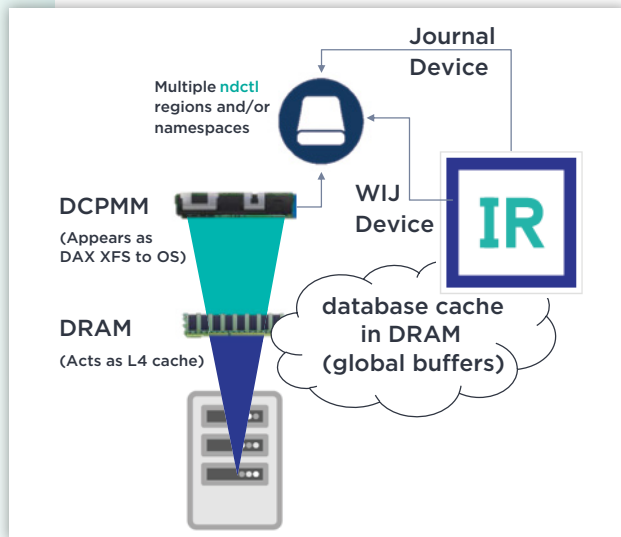 Journal
Device
Multiple ndctl
regions and/or
namespaces
DCPMM
(Appears as
DAX XFS to OS)
WIJ
Device
IR
DRAM
(Acts as L4 cache)
database cache
in DRAM
(global buffers)